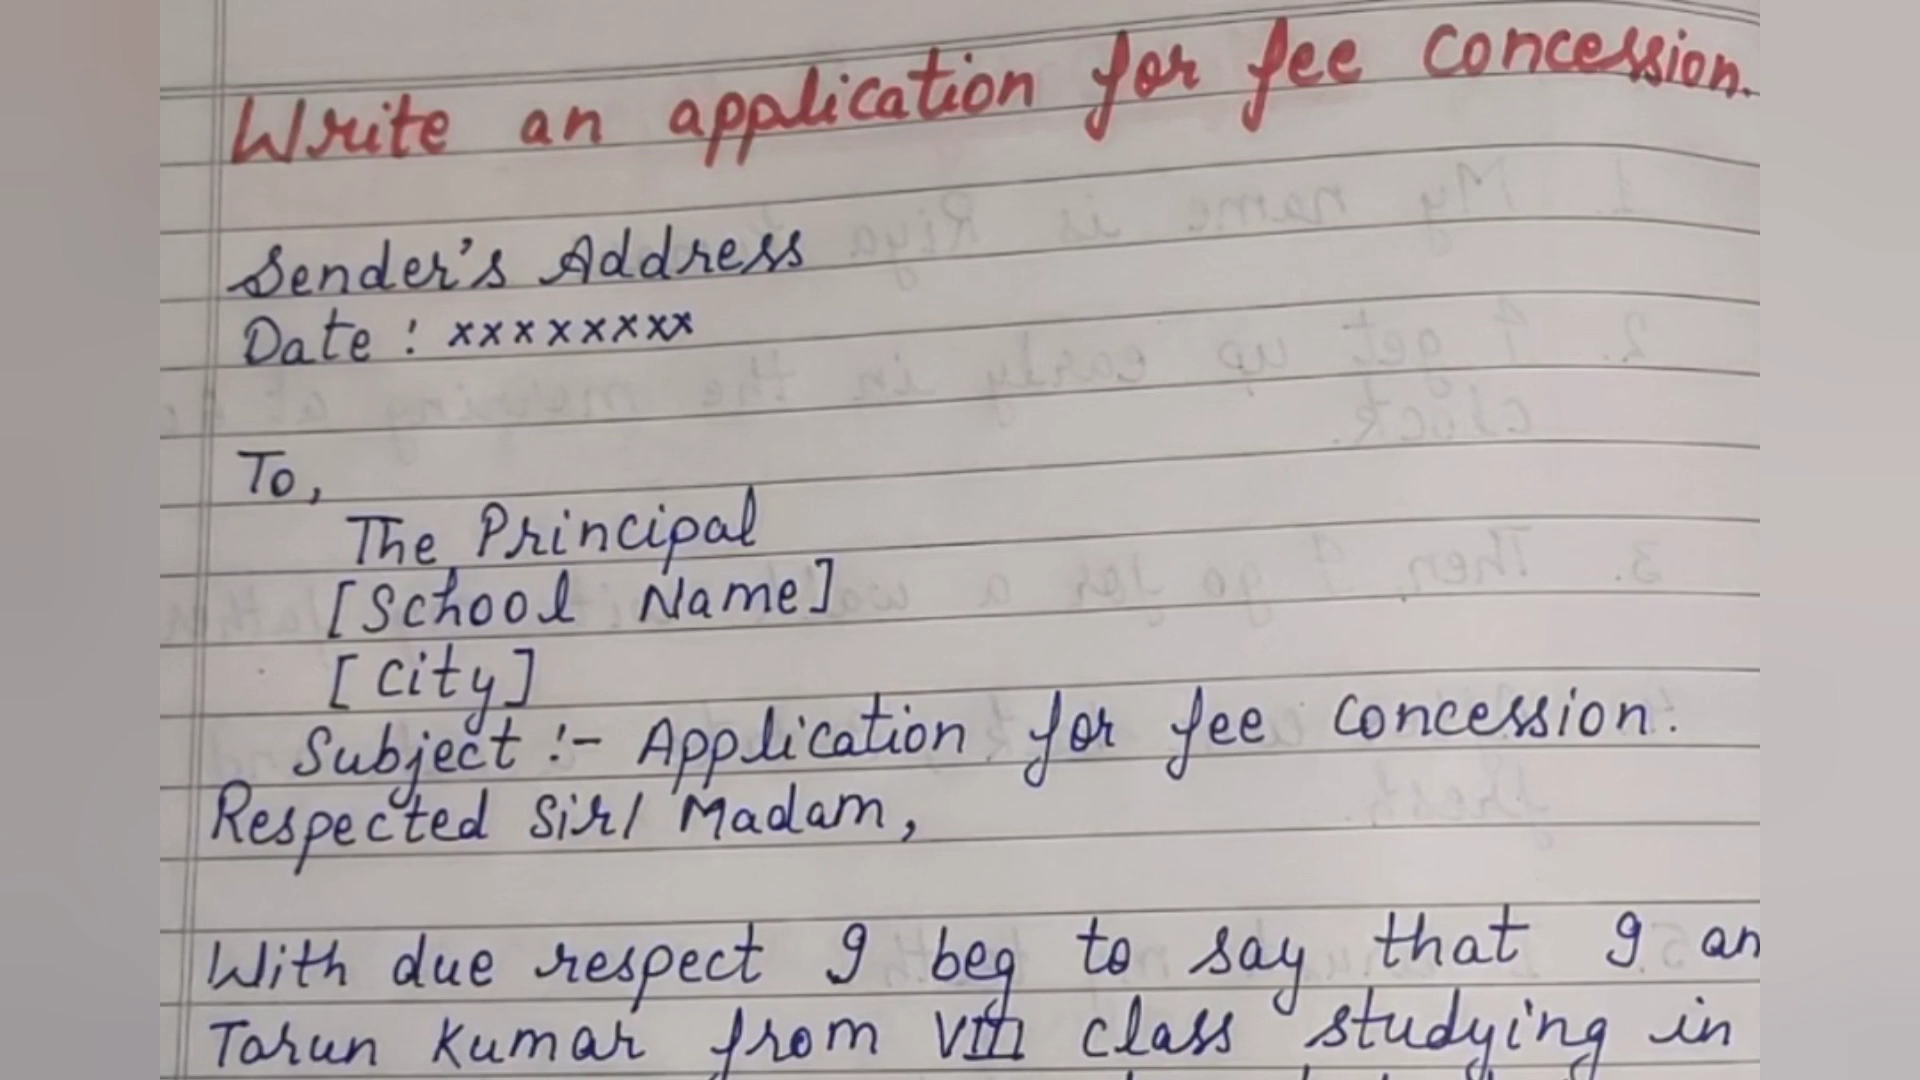 Write an application for fee concession.
Sender's Address
Date : xxxxxxxx
To,
The Principal
[School Name]
[City]
Subject :- Application for fee concession.
Respected Sir/ Madam,
With due respect I beg to say that I am
Tarun Kumar from VIII class studying in